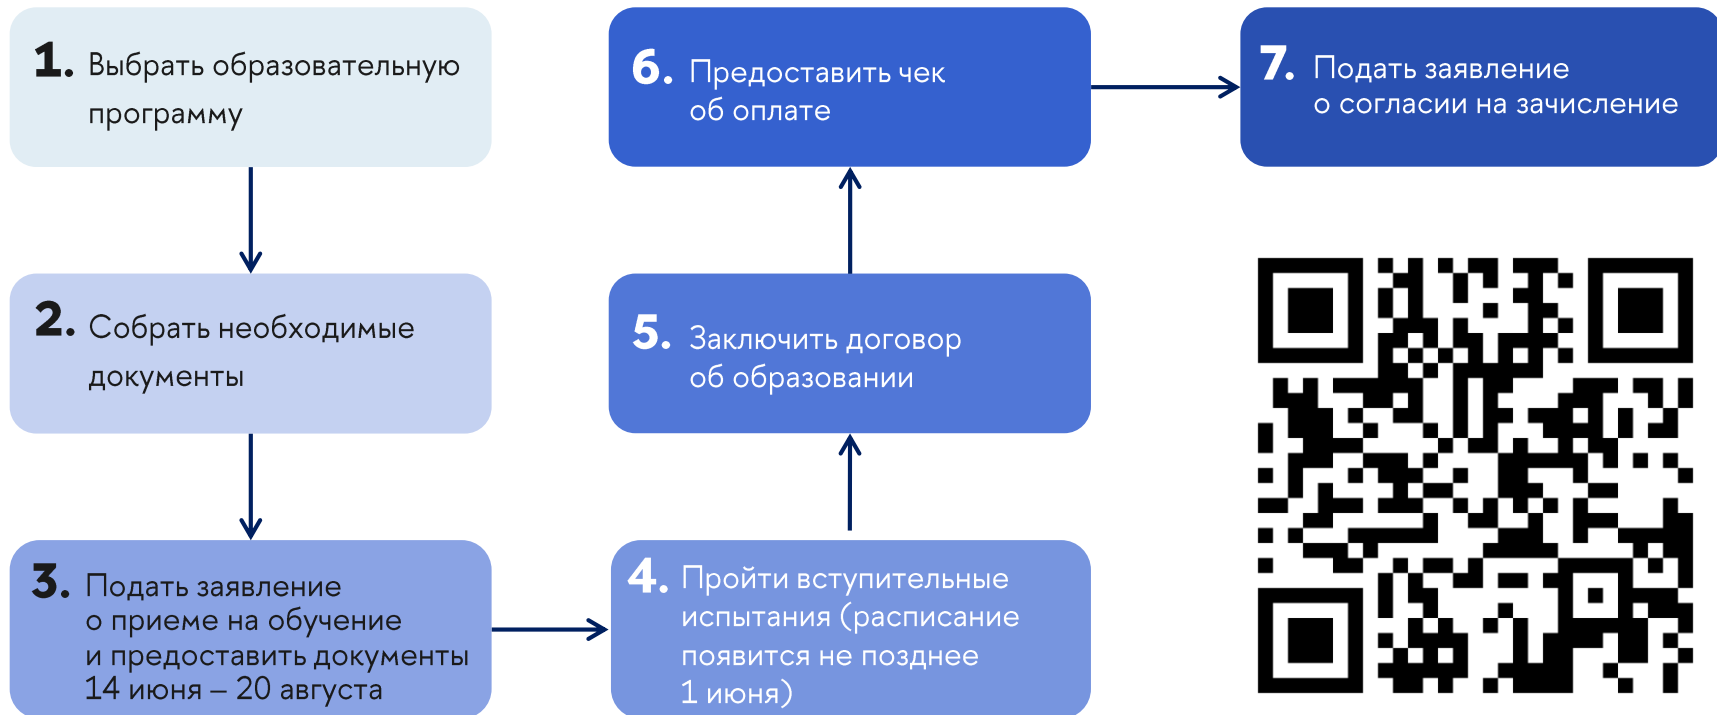 1. Выбрать образовательную
программу
2. Собрать необходимые
документы
3. Подать заявление
о приеме на обучение
и предоставить документы
14 июня – 20 августа
4. Пройти вступительные
испытания (расписание
появится не позднее
1 июня)
5. Заключить договор
об образовании
6. Предоставить чек
об оплате
7. Подать заявление
о согласии на зачисление